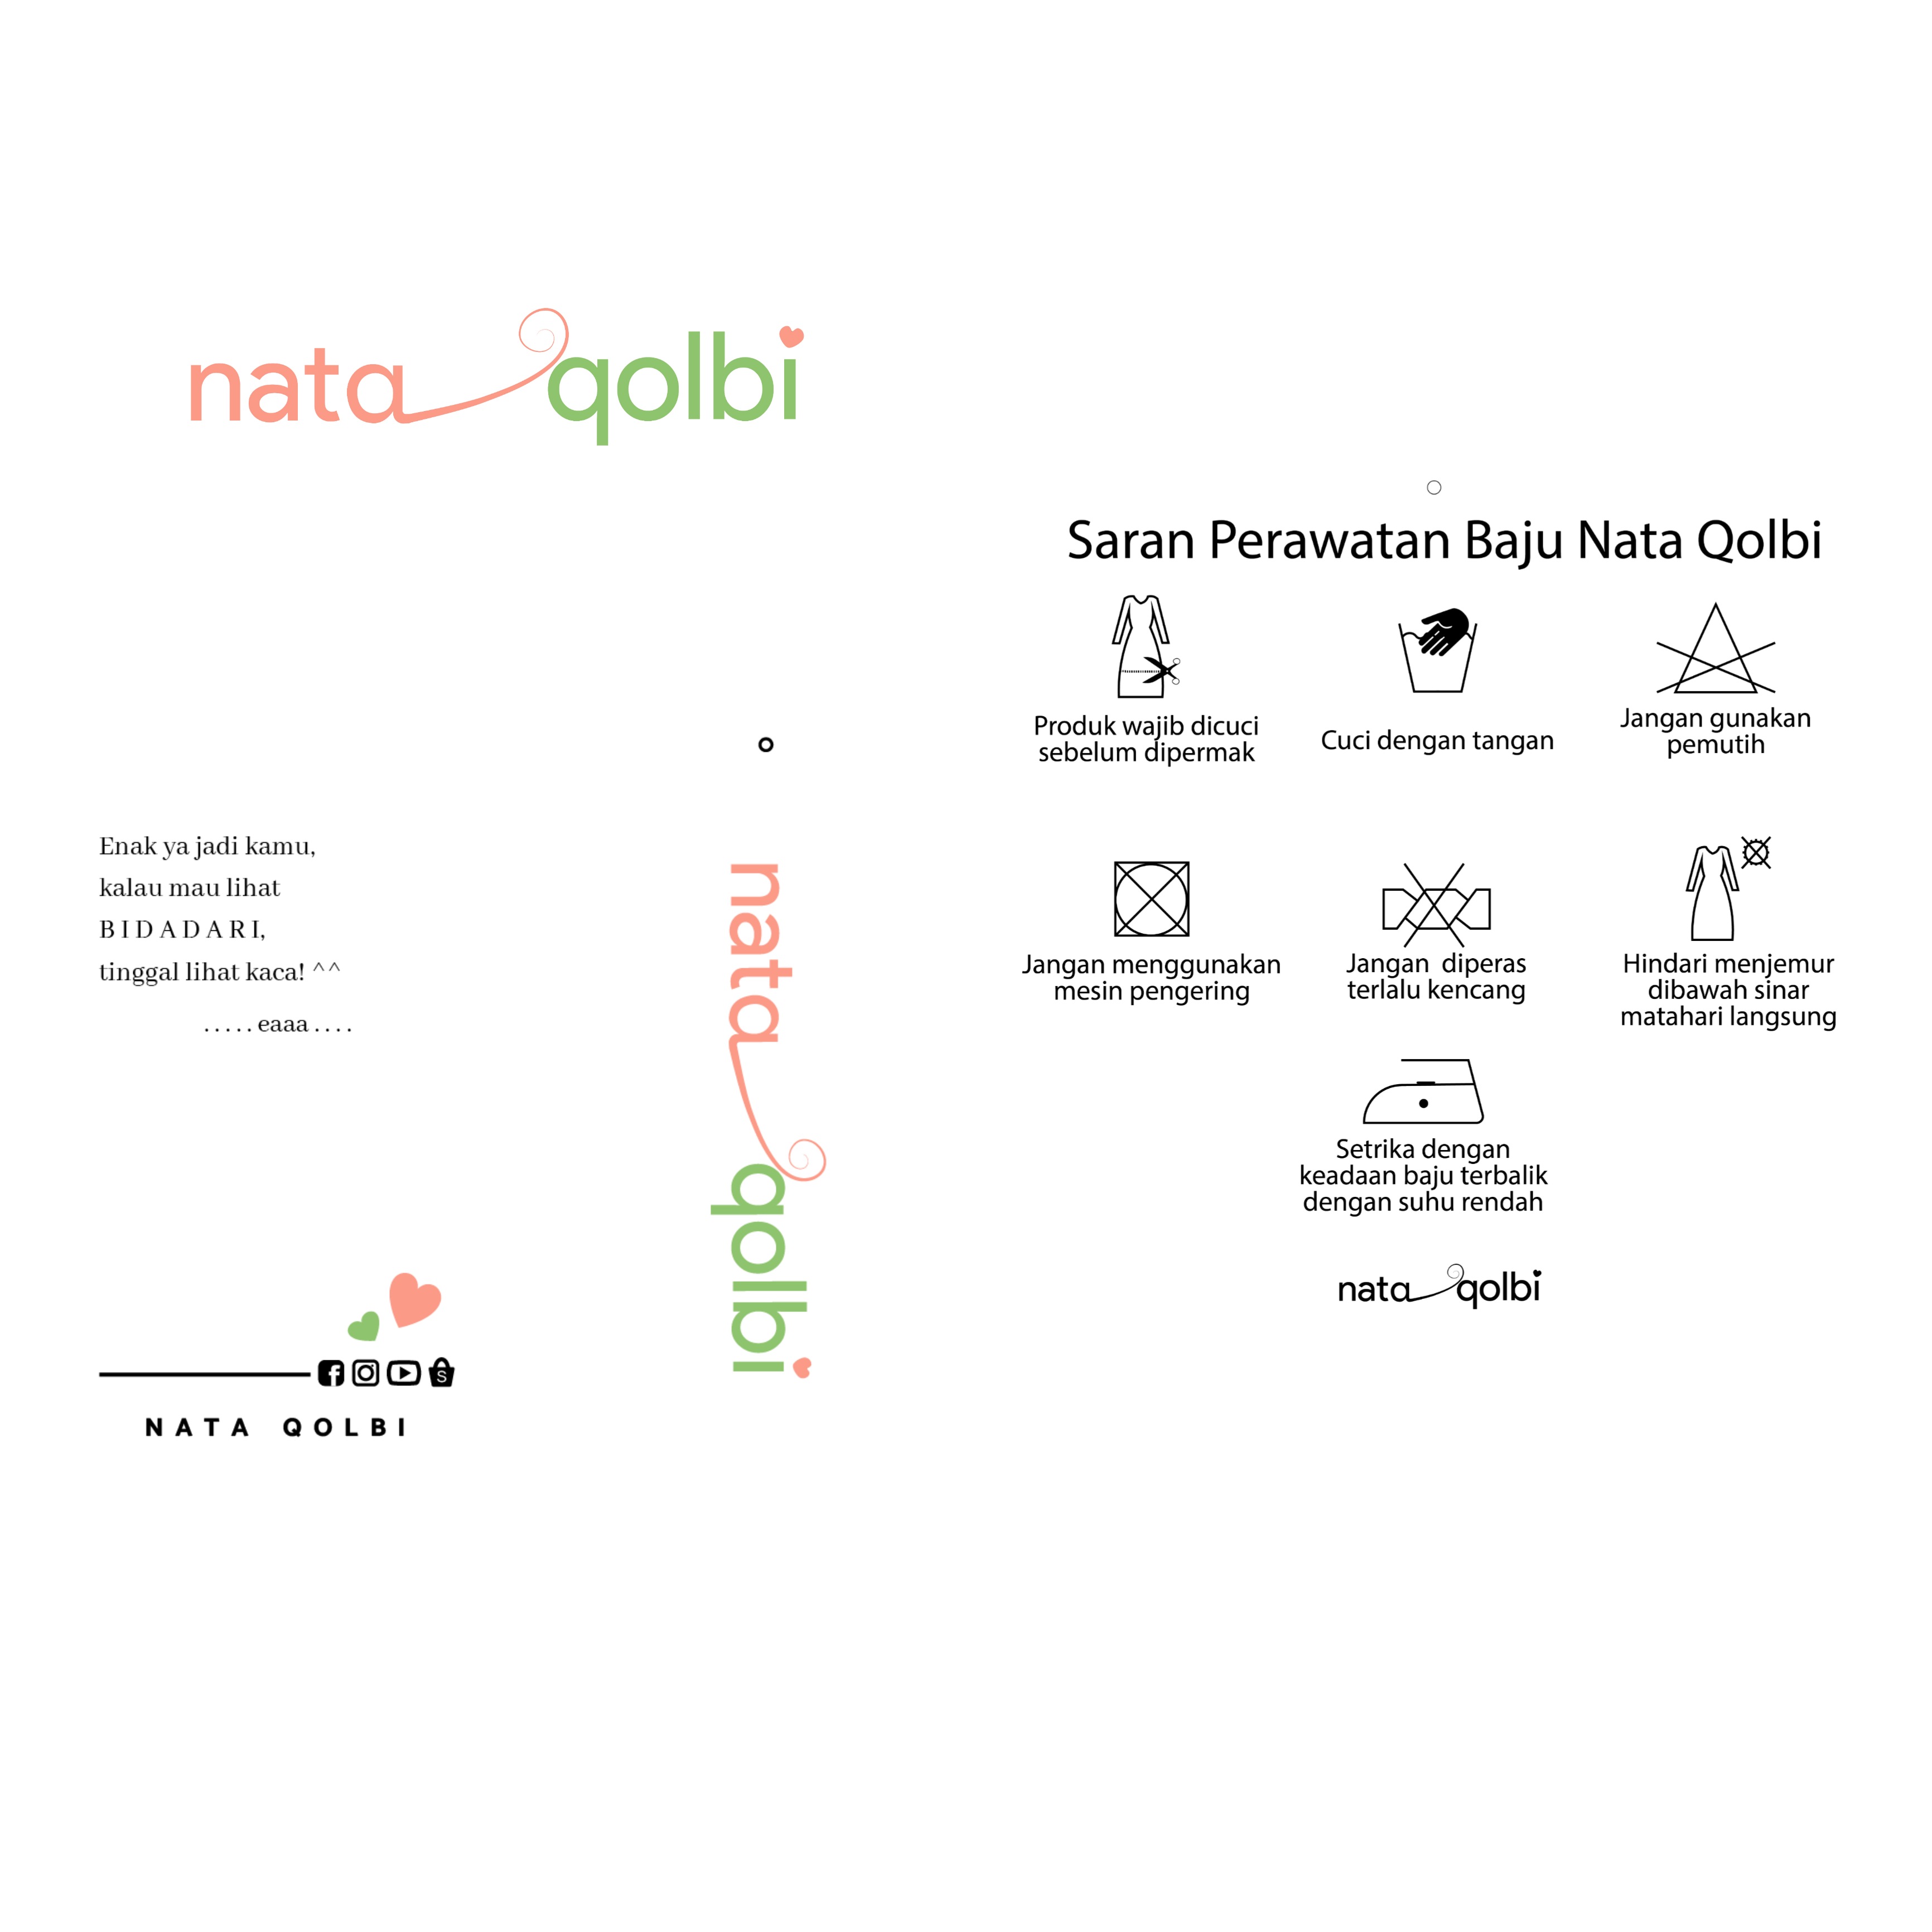 nata qolbi
Enak ya jadi kamu,
kalau mau lihat
B I D A D A R I,
tinggal lihat kaca! ^^
. . . . . eaaa . . . .
NATA QOLBI
nata qolbi
Saran Perawatan Baju Nata Qolbi
Produk wajib dicuci
sebelum dipermak
Cuci dengan tangan
Jangan gunakan
pemutih
Jangan menggunakan
mesin pengering
Jangan diperas
terlalu kencang
Hindari menjemur
dibawah sinar
matahari langsung
Setrika dengan
keadaan baju terbalik
dengan suhu rendah
nata qolbi